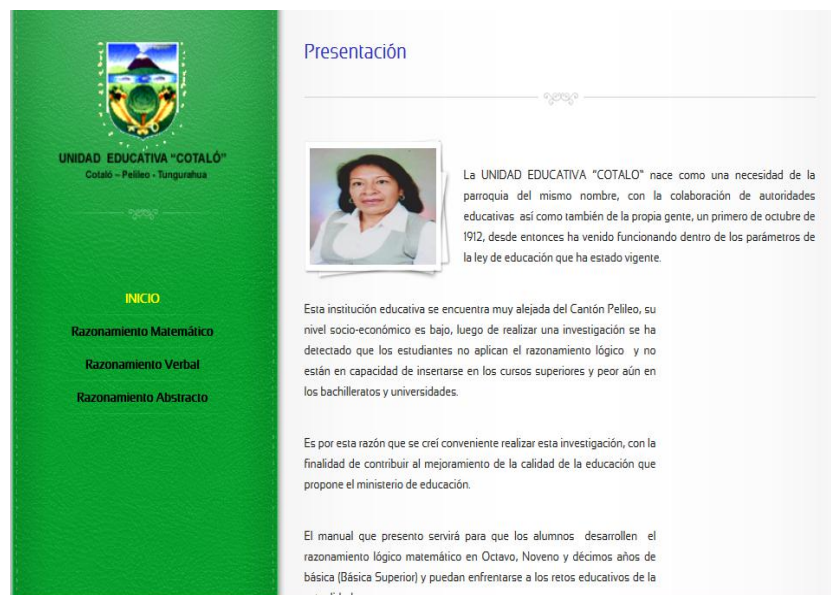 UNIDAD EDUCATIVA "COTALÓ"
Cotaló – Pelileo - Tungurahua
INICIO
Razonamiento Matemático
Razonamiento Verbal
Razonamiento Abstracto
Presentación
La UNIDAD EDUCATIVA "COTALO" nace como una necesidad de la
parroquia del mismo nombre, con la colaboración de autoridades
educativas así como también de la propia gente, un primero de octubre de
1912, desde entonces ha venido funcionando dentro de los parámetros de
la ley de educación que ha estado vigente.
Esta institución educativa se encuentra muy alejada del Cantón Pelileo, su
nivel socio-económico es bajo, luego de realizar una investigación se ha
detectado que los estudiantes no aplican el razonamiento lógico y no
están en capacidad de insertarse en los cursos superiores y peor aún en
los bachilleratos y universidades.
Es por esta razón que se creí conveniente realizar esta investigación, con la
finalidad de contribuir al mejoramiento de la calidad de la educación que
propone el ministerio de educación.
El manual que presento servirá para que los alumnos desarrollen el
razonamiento lógico matemático en Octavo, Noveno y décimos años de
básica (Básica Superior) y puedan enfrentarse a los retos educativos de la